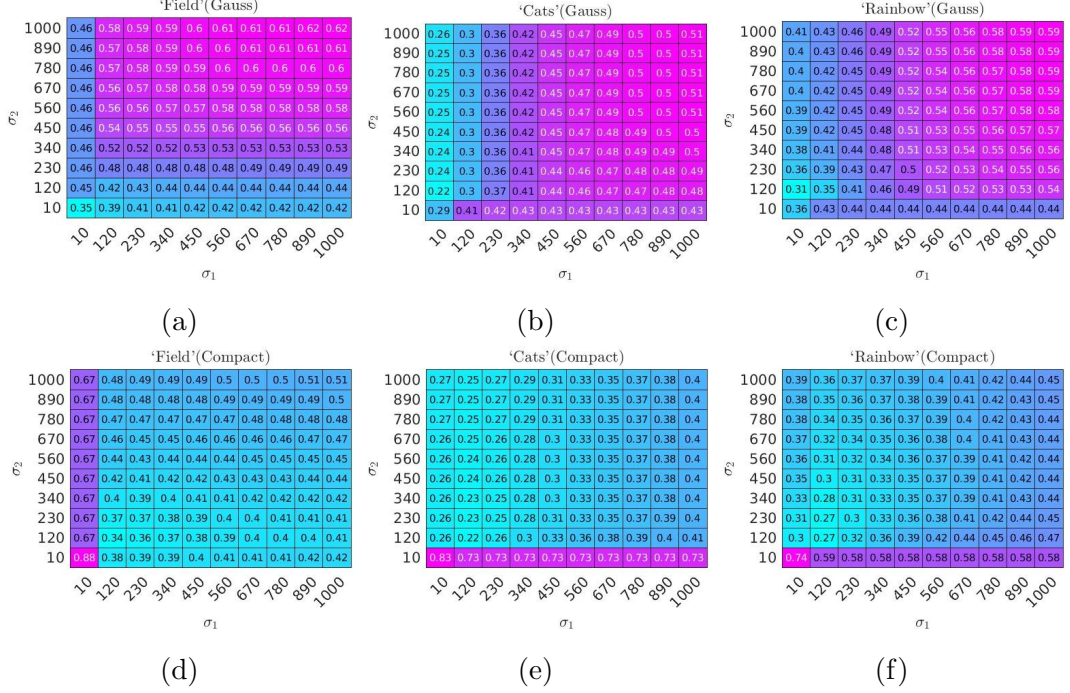 ‘Field’(Gauss)
σ2
1000 0.46 0.58 0.59 0.59 0.6 0.61 0.61 0.61 0.62 0.62
890 0.46 0.57 0.58 0.59 0.6 0.6 0.61 0.61 0.61 0.61
780 0.46 0.57 0.58 0.59 0.59 0.6 0.6 0.6 0.6 0.6
670 0.46 0.56 0.57 0.58 0.58 0.59 0.59 0.59 0.59 0.59
560 0.46 0.56 0.56 0.57 0.57 0.58 0.58 0.58 0.58 0.58
450 0.46 0.54 0.55 0.55 0.56 0.56 0.56 0.56 0.56 0.56
340 0.46 0.52 0.52 0.52 0.53 0.53 0.53 0.53 0.53 0.53
230 0.46 0.48 0.48 0.48 0.48 0.48 0.49 0.49 0.49 0.49
120 0.45 0.42 0.43 0.44 0.44 0.44 0.44 0.44 0.44 0.44
10 0.35 0.39 0.41 0.41 0.42 0.42 0.42 0.42 0.42 0.42
10 120 230 340 450 560 670 780 890 1000
σ1
(a)
‘Cats’(Gauss)
σ2
1000 0.26 0.3 0.36 0.42 0.45 0.47 0.49 0.5 0.5 0.51
890 0.25 0.3 0.36 0.42 0.45 0.47 0.49 0.5 0.5 0.51
780 0.25 0.3 0.36 0.42 0.45 0.47 0.49 0.5 0.5 0.51
670 0.25 0.3 0.36 0.41 0.45 0.47 0.49 0.5 0.5 0.51
560 0.25 0.3 0.36 0.41 0.45 0.47 0.49 0.5 0.5 0.51
450 0.24 0.3 0.36 0.41 0.45 0.47 0.48 0.49 0.5 0.5
340 0.24 0.3 0.36 0.41 0.45 0.47 0.48 0.49 0.49 0.5
230 0.24 0.3 0.36 0.41 0.44 0.46 0.48 0.48 0.49 0.49
120 0.22 0.3 0.37 0.41 0.44 0.46 0.47 0.47 0.48 0.48
10 0.29 0.41 0.42 0.43 0.43 0.43 0.43 0.43 0.43 0.43
10 120 230 340 450 560 670 780 890 1000
σ1
(b)
‘Rainbow’(Gauss)
σ2
1000 0.41 0.43 0.46 0.49 0.52 0.55 0.56 0.58 0.59 0.59
890 0.4 0.43 0.46 0.49 0.52 0.55 0.56 0.58 0.59 0.59
780 0.4 0.42 0.45 0.49 0.52 0.54 0.56 0.57 0.58 0.59
670 0.4 0.42 0.45 0.49 0.52 0.54 0.56 0.57 0.58 0.59
560 0.39 0.42 0.45 0.49 0.52 0.54 0.56 0.57 0.58 0.58
450 0.39 0.42 0.45 0.48 0.51 0.53 0.55 0.56 0.57 0.57
340 0.38 0.41 0.44 0.48 0.51 0.53 0.54 0.55 0.56 0.56
230 0.36 0.39 0.43 0.47 0.5 0.52 0.53 0.54 0.55 0.56
120 0.31 0.35 0.41 0.46 0.49 0.51 0.52 0.53 0.53 0.54
10 0.36 0.43 0.44 0.44 0.44 0.44 0.44 0.44 0.44 0.44
10 120 230 340 450 560 670 780 890 1000
σ1
(c)
‘Field’(Compact)
σ2
1000 0.67 0.48 0.49 0.49 0.49 0.5 0.5 0.5 0.51 0.51
890 0.67 0.48 0.48 0.48 0.49 0.49 0.49 0.49 0.49 0.5
780 0.67 0.47 0.47 0.47 0.47 0.48 0.48 0.48 0.48 0.48
670 0.67 0.46 0.45 0.45 0.46 0.46 0.46 0.46 0.47 0.47
560 0.67 0.44 0.43 0.44 0.44 0.44 0.45 0.45 0.45 0.45
450 0.67 0.42 0.41 0.42 0.42 0.43 0.43 0.43 0.44 0.44
340 0.67 0.4 0.39 0.4 0.41 0.41 0.42 0.42 0.42 0.42
230 0.67 0.37 0.37 0.38 0.39 0.4 0.4 0.41 0.41 0.41
120 0.67 0.34 0.36 0.37 0.38 0.39 0.4 0.4 0.41 0.41
10 0.88 0.38 0.39 0.39 0.4 0.41 0.41 0.41 0.42 0.42
10 120 230 340 450 560 670 780 890 1000
σ1
(d)
‘Cats’(Compact)
σ2
1000 0.27 0.25 0.27 0.29 0.31 0.33 0.35 0.37 0.38 0.4
890 0.27 0.25 0.27 0.29 0.31 0.33 0.35 0.37 0.38 0.4
780 0.27 0.25 0.27 0.29 0.31 0.33 0.35 0.37 0.38 0.4
670 0.26 0.25 0.26 0.28 0.3 0.33 0.35 0.37 0.38 0.4
560 0.26 0.24 0.26 0.28 0.3 0.33 0.35 0.37 0.38 0.4
450 0.26 0.24 0.26 0.28 0.3 0.33 0.35 0.37 0.38 0.4
340 0.26 0.23 0.25 0.28 0.3 0.33 0.35 0.37 0.38 0.4
230 0.26 0.23 0.25 0.28 0.31 0.33 0.35 0.37 0.39 0.4
120 0.26 0.22 0.26 0.3 0.33 0.36 0.38 0.39 0.4 0.41
10 0.83 0.73 0.73 0.73 0.73 0.73 0.73 0.73 0.73 0.73
10 120 230 340 450 560 670 780 890 1000
σ1
(e)
‘Rainbow’(Compact)
σ2
1000 0.39 0.36 0.37 0.37 0.39 0.4 0.41 0.42 0.44 0.45
890 0.38 0.35 0.36 0.37 0.38 0.39 0.41 0.42 0.43 0.45
780 0.38 0.34 0.35 0.36 0.37 0.39 0.4 0.42 0.43 0.44
670 0.37 0.32 0.34 0.35 0.36 0.38 0.4 0.41 0.43 0.44
560 0.36 0.31 0.32 0.34 0.36 0.37 0.39 0.41 0.42 0.44
450 0.35 0.3 0.31 0.33 0.35 0.37 0.39 0.41 0.42 0.44
340 0.33 0.28 0.31 0.33 0.35 0.37 0.39 0.41 0.43 0.44
230 0.31 0.27 0.3 0.33 0.36 0.38 0.4 0.41 0.43 0.45
120 0.3 0.27 0.32 0.36 0.39 0.42 0.44 0.45 0.46 0.47
10 0.74 0.59 0.58 0.58 0.58 0.58 0.58 0.58 0.58 0.58
10 120 230 340 450 560 670 780 890 1000
σ1
(f)